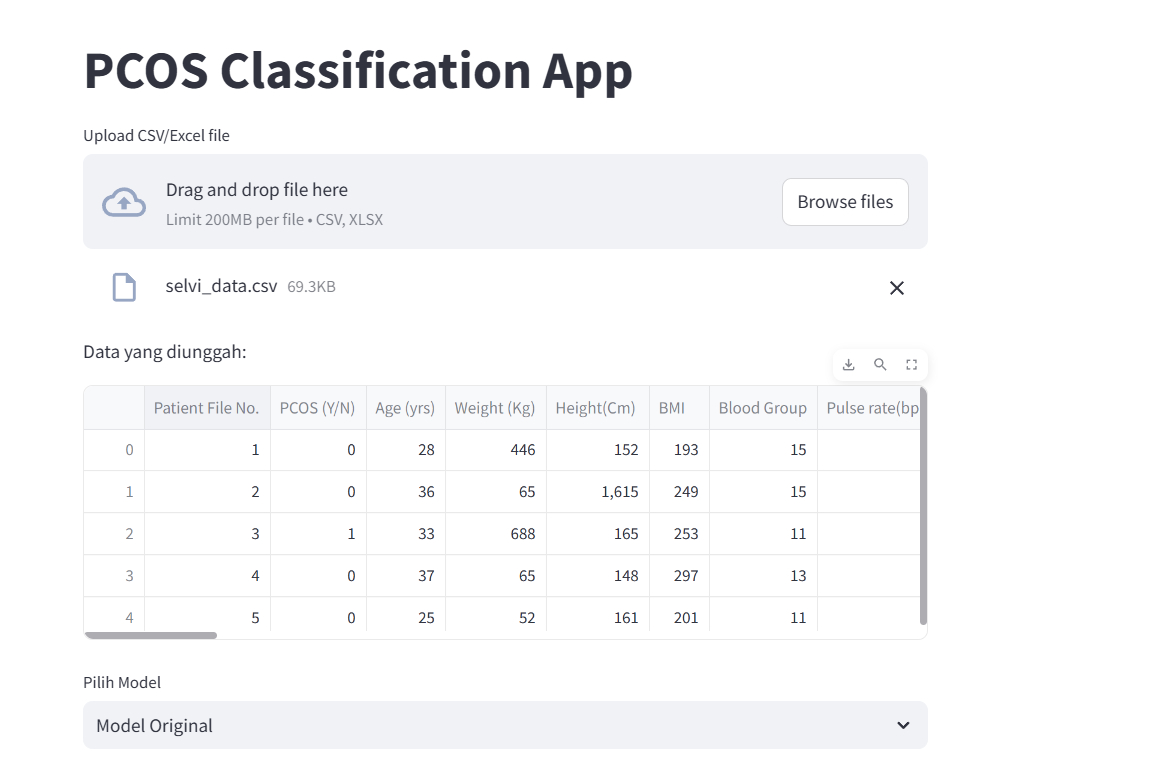 PCOS Classification App
Upload CSV/Excel file
Drag and drop file here
Limit 200MB per file • CSV, XLSX
Browse files
selvi_data.csv 69.3KB
Data yang diunggah:
Patient File No. PCOS (Y/N) Age (yrs) Weight (Kg) Height(Cm) BMI Blood Group Pulse rate(bp
0 1 0 28 446 152 193 15
1 2 0 36 65 1,615 249 15
2 3 1 33 688 165 253 11
3 4 0 37 65 148 297 13
4 5 0 25 52 161 201 11
Pilih Model
Model Original